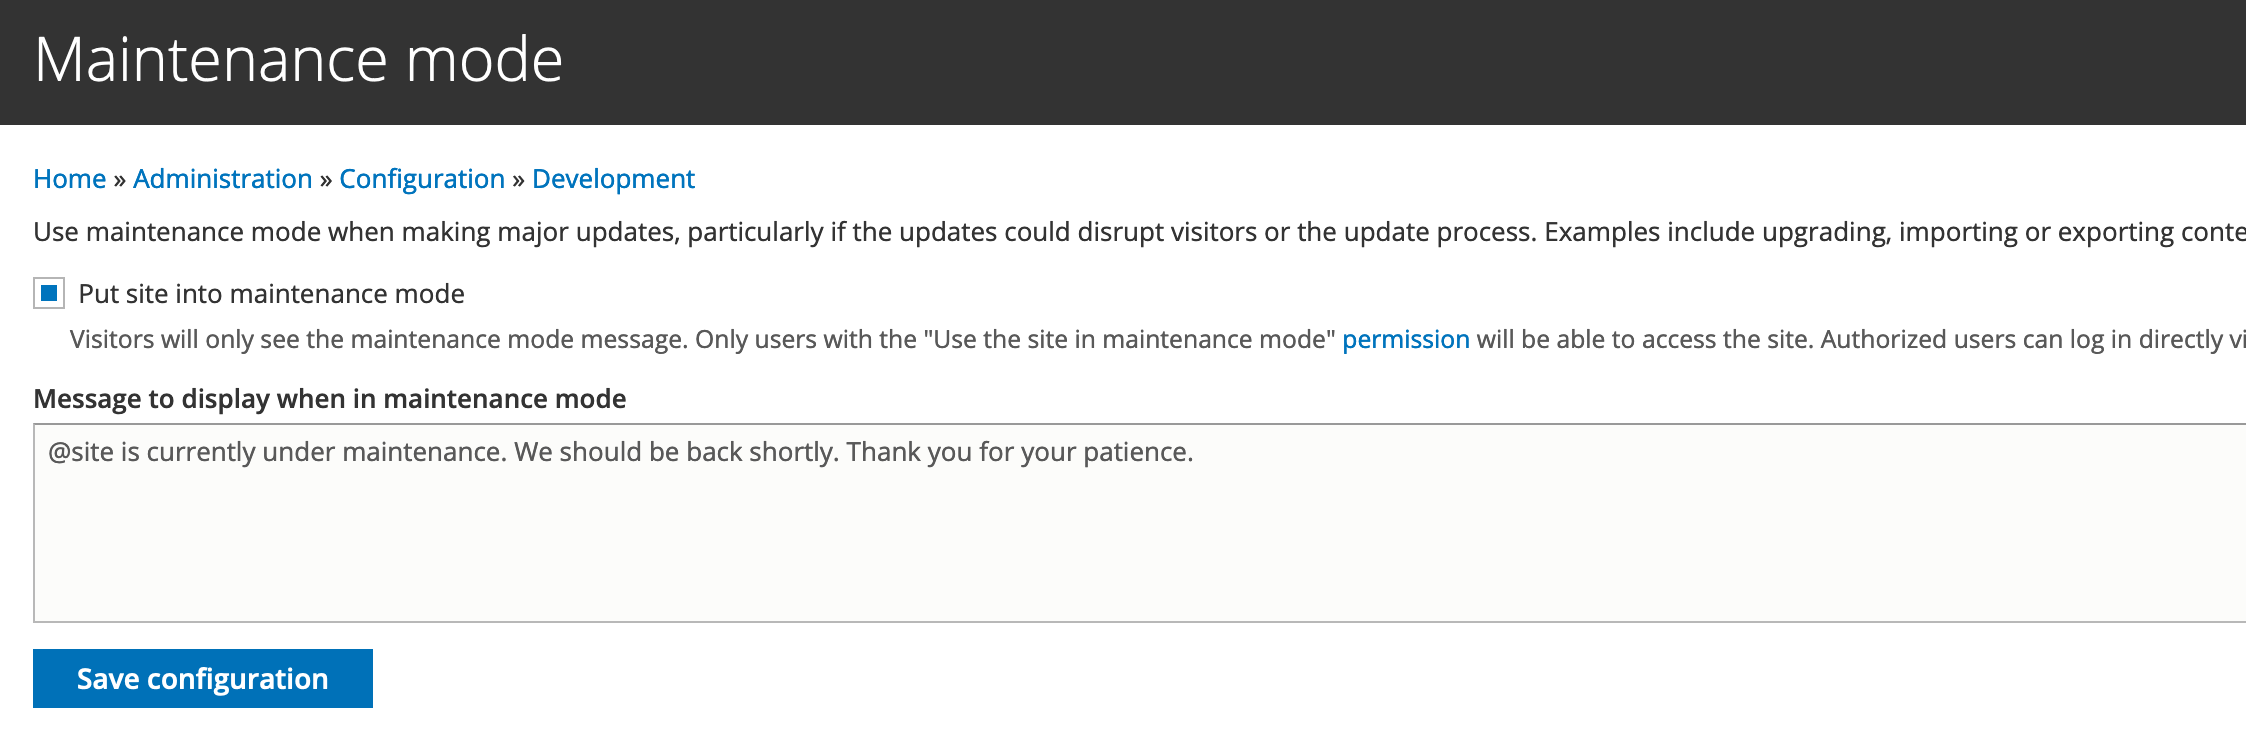 Maintenance mode
Home » Administration » Configuration » Development
Use maintenance mode when making major updates, particularly if the updates could disrupt visitors or the update process. Examples include upgrading, importing or exporting
Put site into maintenance mode
Visitors will only see the maintenance mode message. Only users with the "Use the site in maintenance mode" permission will be able to access the site. Authorized users can log in directly
Message to display when in maintenance mode
@site is currently under maintenance. We should be back shortly. Thank you for your patience.
Save configuration